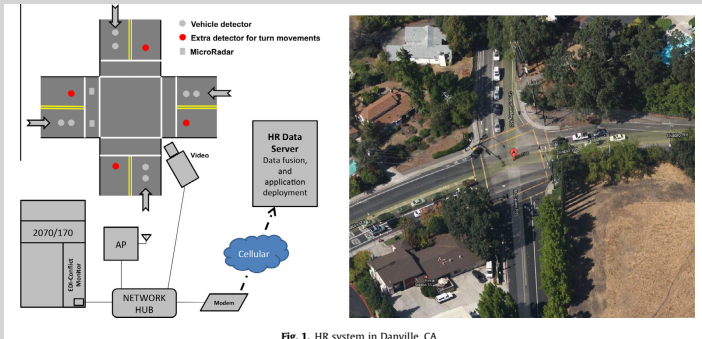 Vehicle detector
Extra detector for turn movements
MicroRadar
Video
HR Data
Server
Data fusion,
and
application
deployment
2070/170
EDI-Conflict
Monitor
AP
Cellular
NETWORK
HUB
Modem
A
Fig. 1. HR system in Danville, CA